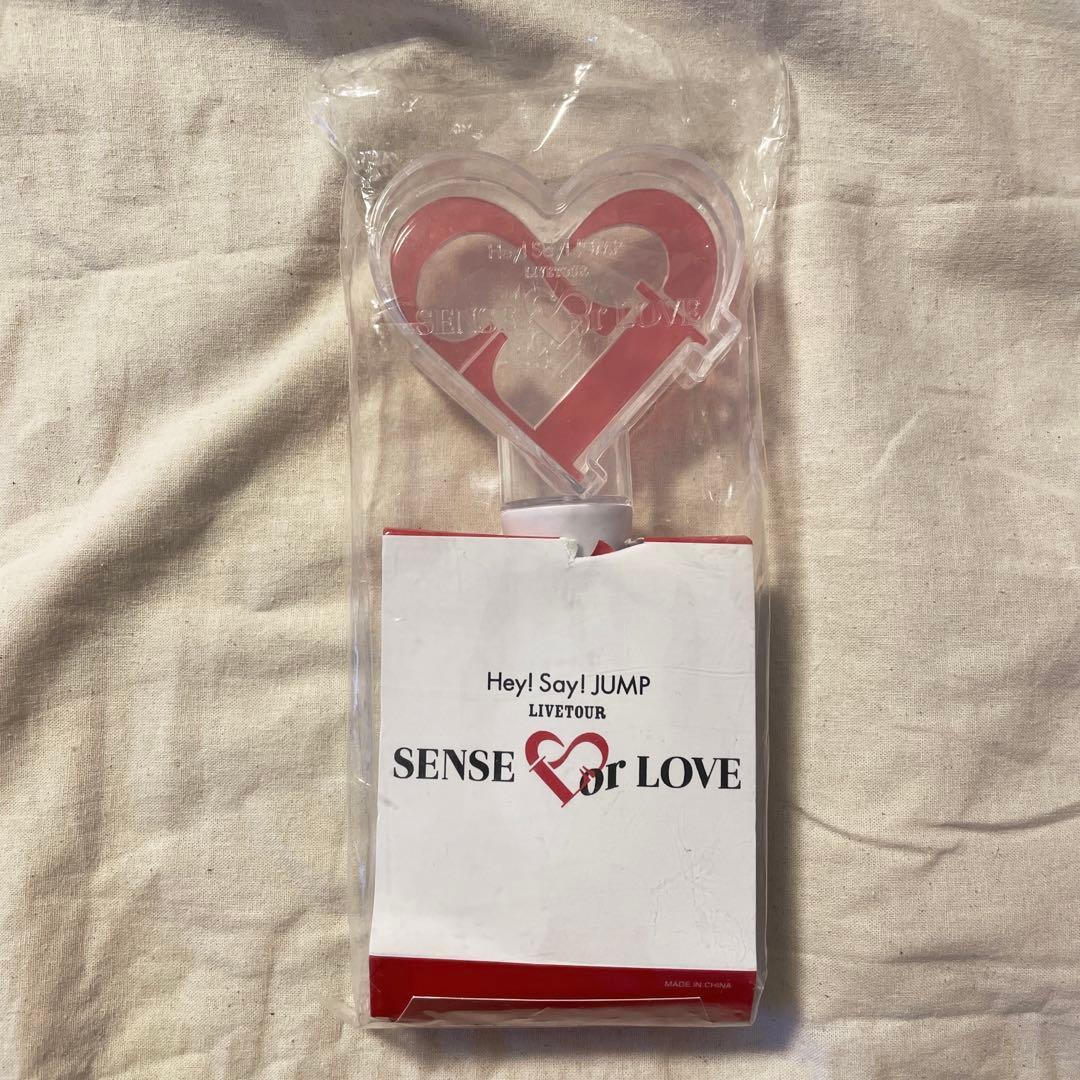 Hey! Say! JUMP
LIVETOUR
SENSE or LOVE
Hey! Say! JUMP
LIVETOUR
SENSE or LOVE
MADE IN CHINA